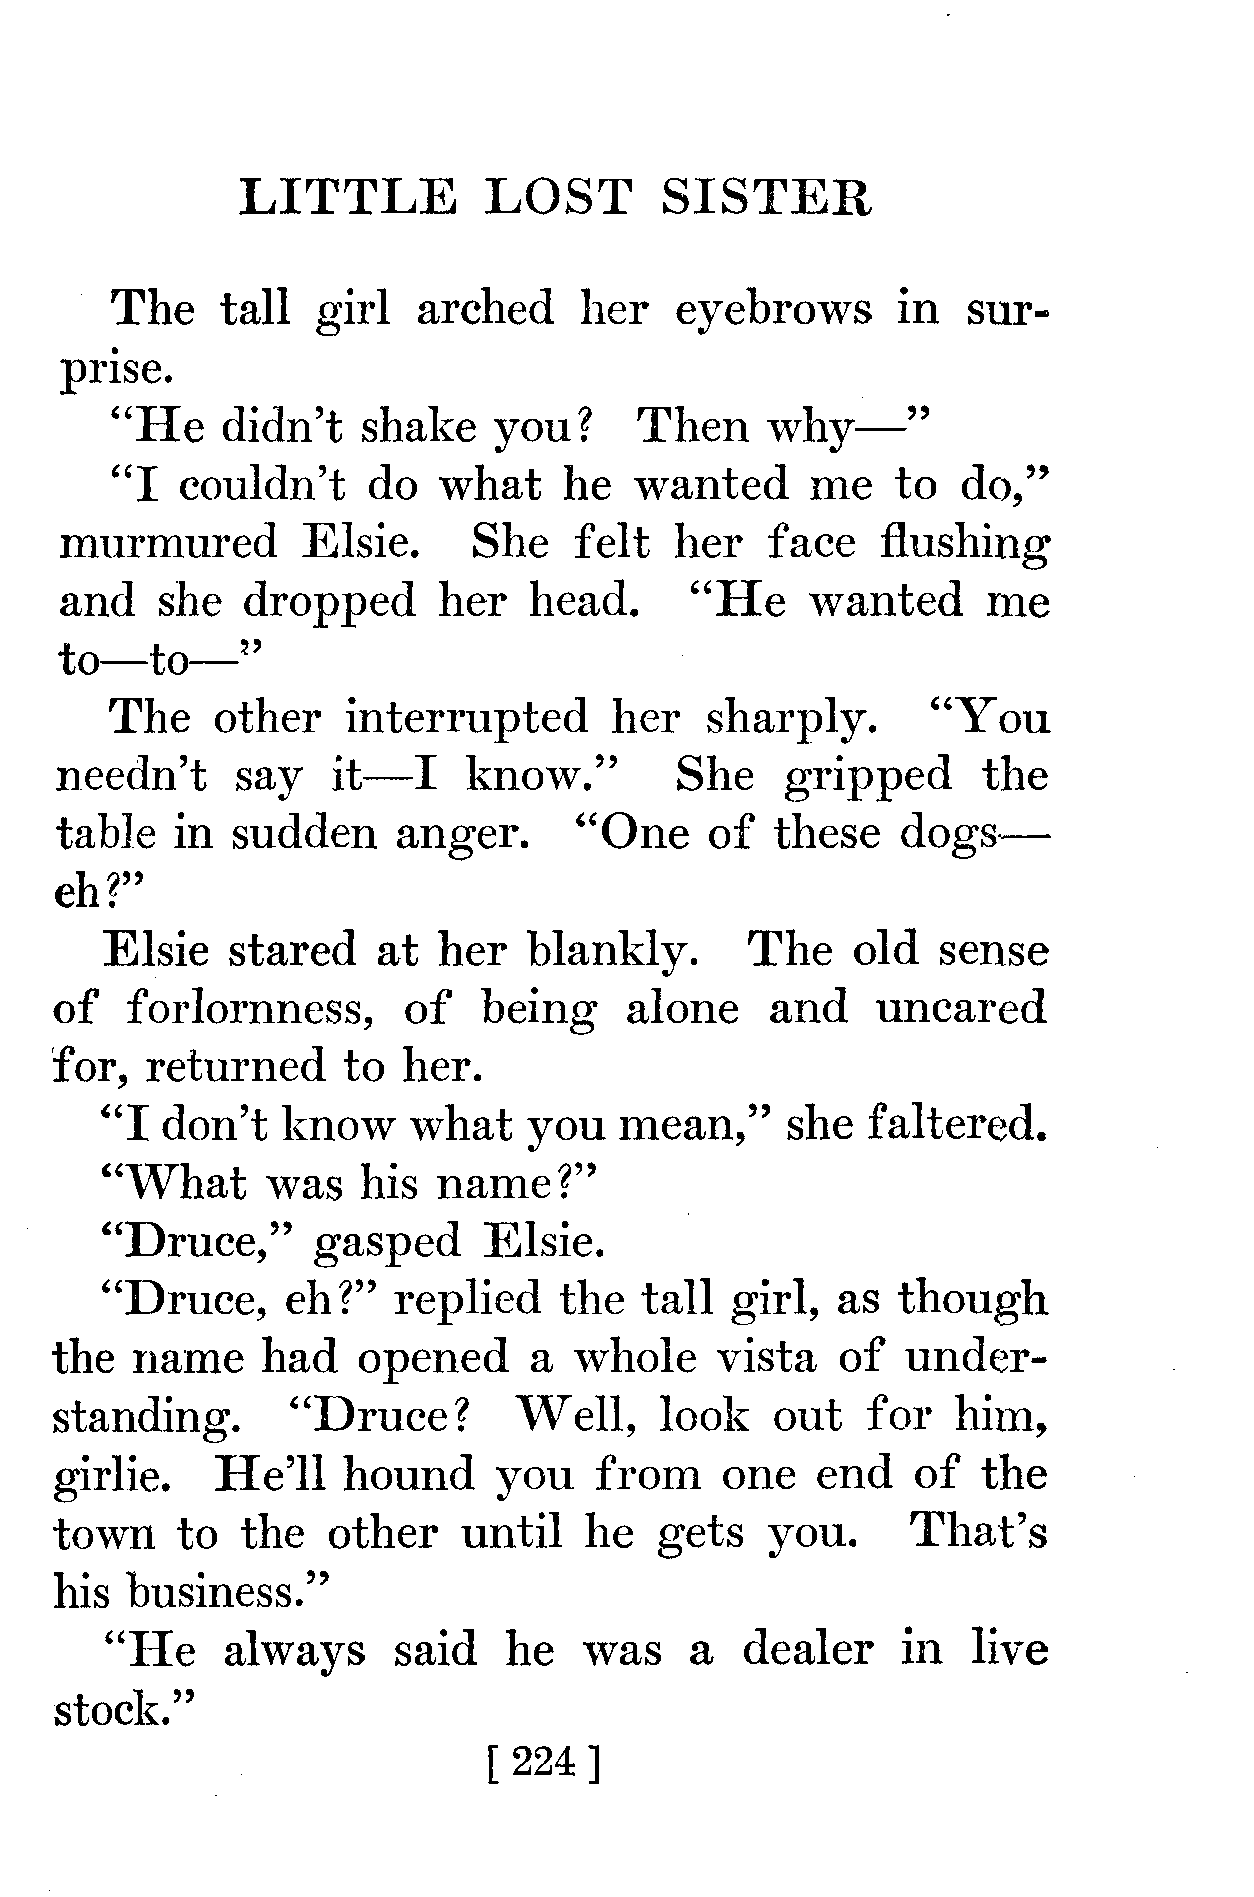 LITTLE LOST SISTER
The tall girl arched her eyebrows in sur-
prise.
“He didn’t shake you? Then why—”
“I couldn’t do what he wanted me to do,”
murmured Elsie. She felt her face flushing
and she dropped her head. “He wanted me
to—to—”
The other interrupted her sharply. “You
needn’t say it—I know.” She gripped the
table in sudden anger. “One of these dogs—
eh?”
Elsie stared at her blankly. The old sense
of forlornness, of being alone and uncared
for, returned to her.
“I don’t know what you mean,” she faltered.
“What was his name?”
“Druce,” gasped Elsie.
“Druce, eh?” replied the tall girl, as though
the name had opened a whole vista of under-
standing. “Druce? Well, look out for him,
girlie. He’ll hound you from one end of the
town to the other until he gets you. That’s
his business.”
“He always said he was a dealer in live
stock.”
[ 224 ]